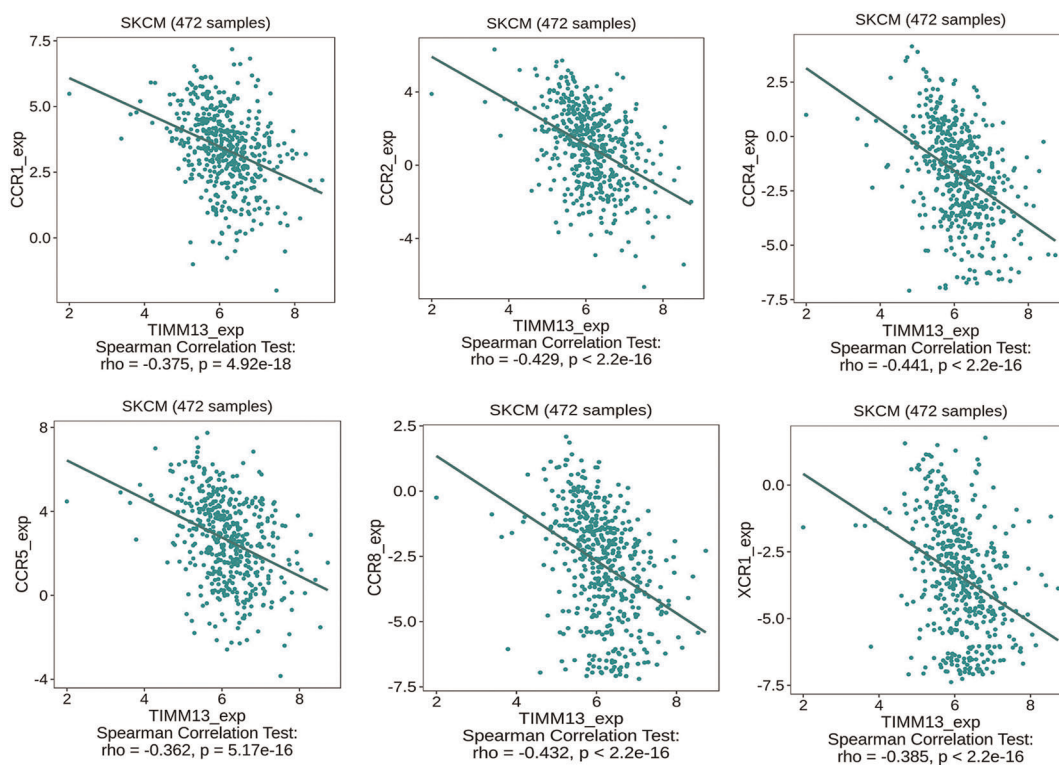 SKCM (472 samples)
7.5
5.0
2.5
0.0
CCR1_exp
2 4 6 8
TIMM13_exp
Spearman Correlation Test:
rho = -0.375, p = 4.92e-18
SKCM (472 samples)
4
0
-4
CCR2_exp
2 4 6 8
TIMM13_exp
Spearman Correlation Test:
rho = -0.429, p < 2.2e-16
SKCM (472 samples)
2.5
0.0
-2.5
-5.0
-7.5
CCR4_exp
2 4 6 8
TIMM13_exp
Spearman Correlation Test:
rho = -0.441, p < 2.2e-16
SKCM (472 samples)
8
4
0
-4
CCR5_exp
2 4 6 8
TIMM13_exp
Spearman Correlation Test:
rho = -0.362, p = 5.17e-16
SKCM (472 samples)
2.5
0.0
-2.5
-5.0
-7.5
CCR8_exp
2 4 6 8
TIMM13_exp
Spearman Correlation Test:
rho = -0.432, p < 2.2e-16
SKCM (472 samples)
0.0
-2.5
-5.0
-7.5
XCR1_exp
2 4 6 8
TIMM13_exp
Spearman Correlation Test:
rho = -0.385, p < 2.2e-16